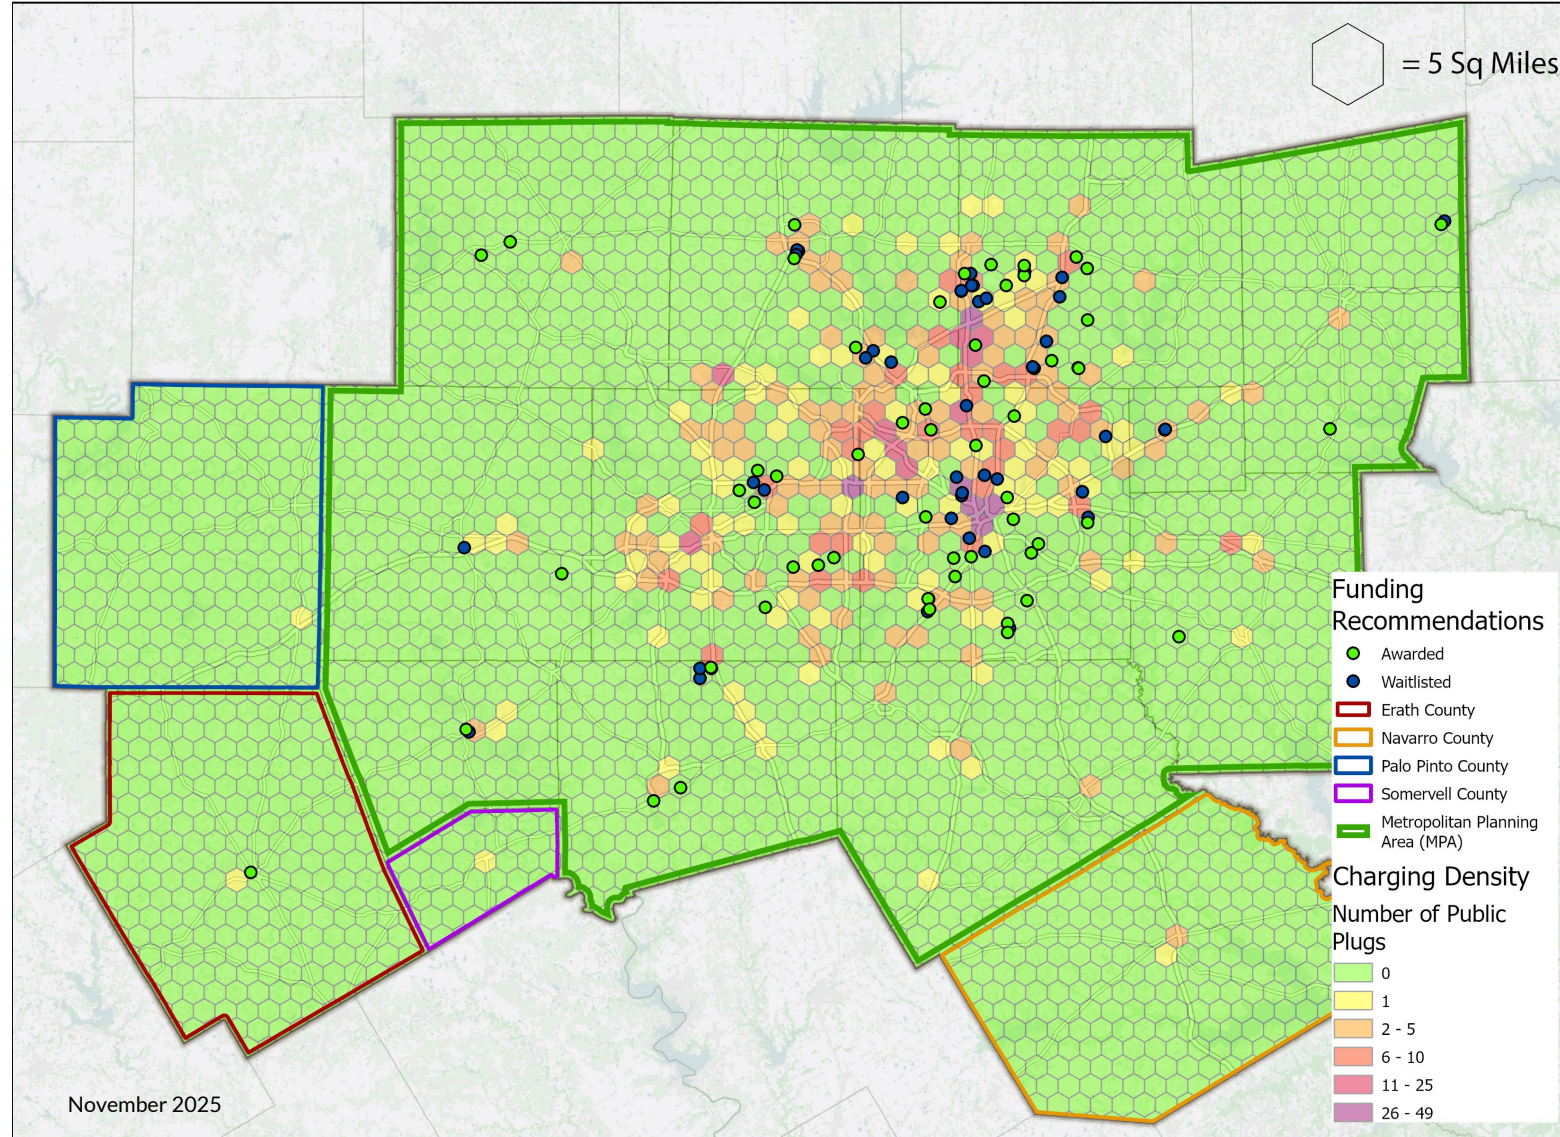 = 5 Sq Miles
Funding
Recommendations
Awarded
Waitlisted
Erath County
Navarro County
Palo Pinto County
Somervell County
Metropolitan Planning
Area (MPA)
Charging Density
Number of Public
Plugs
0
1
2 - 5
6 - 10
11 - 25
26 - 49
November 2025